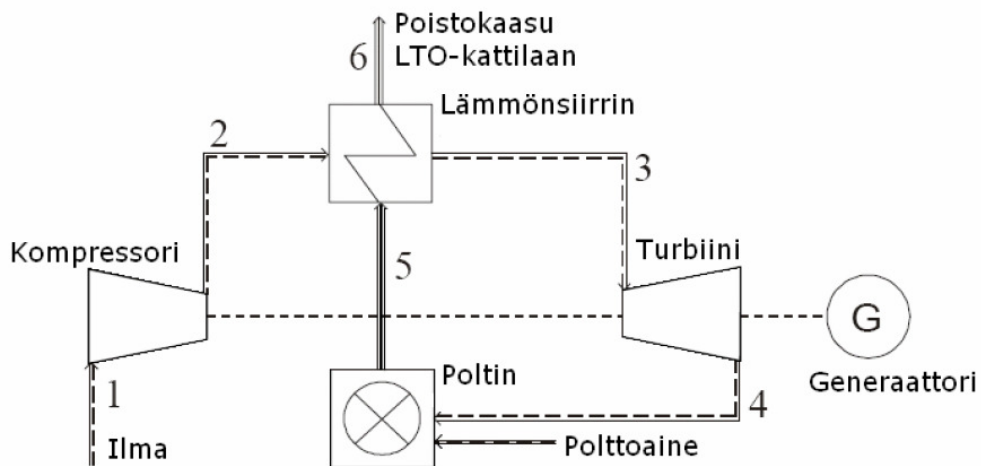 Poistokaasu
LTO-kattilaan
6
Lämmönsiirrin
2
3
Kompressori
5
Turbiini
G
Generaattori
1
Poltin
4
Ilma
Polttoaine